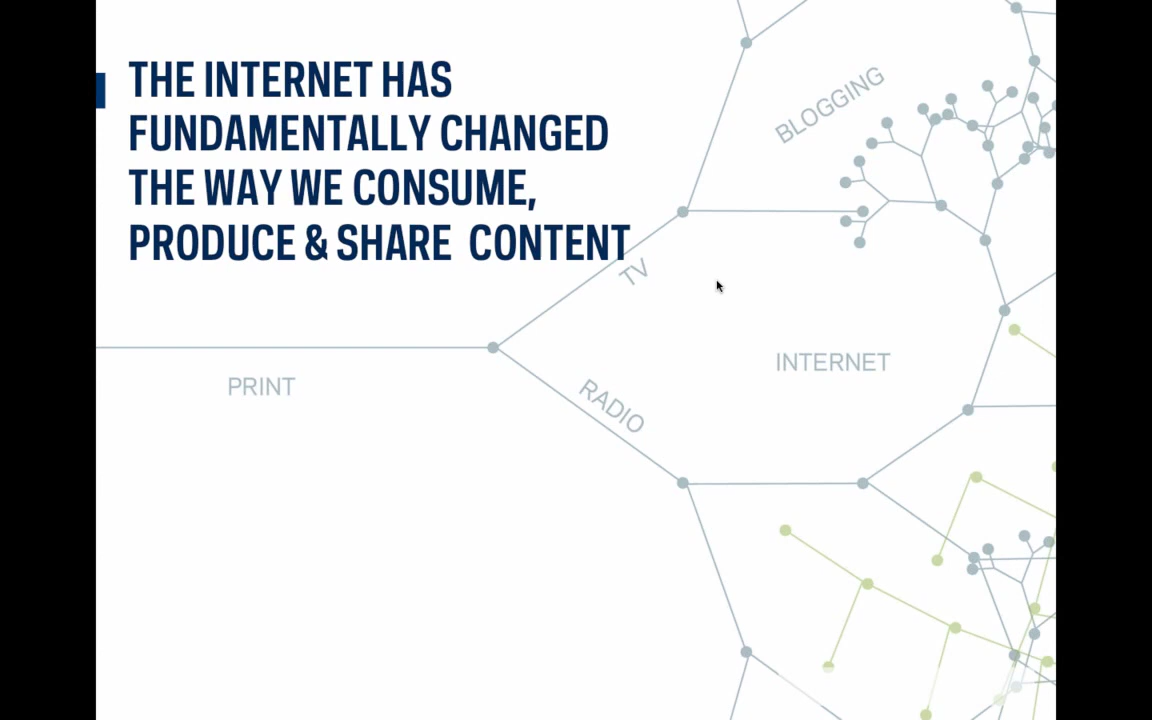 THE INTERNET HAS
FUNDAMENTALLY CHANGED
THE WAY WE CONSUME,
PRODUCE & SHARE  CONTENT
BLOGGING
TV
INTERNET
PRINT
RADIO